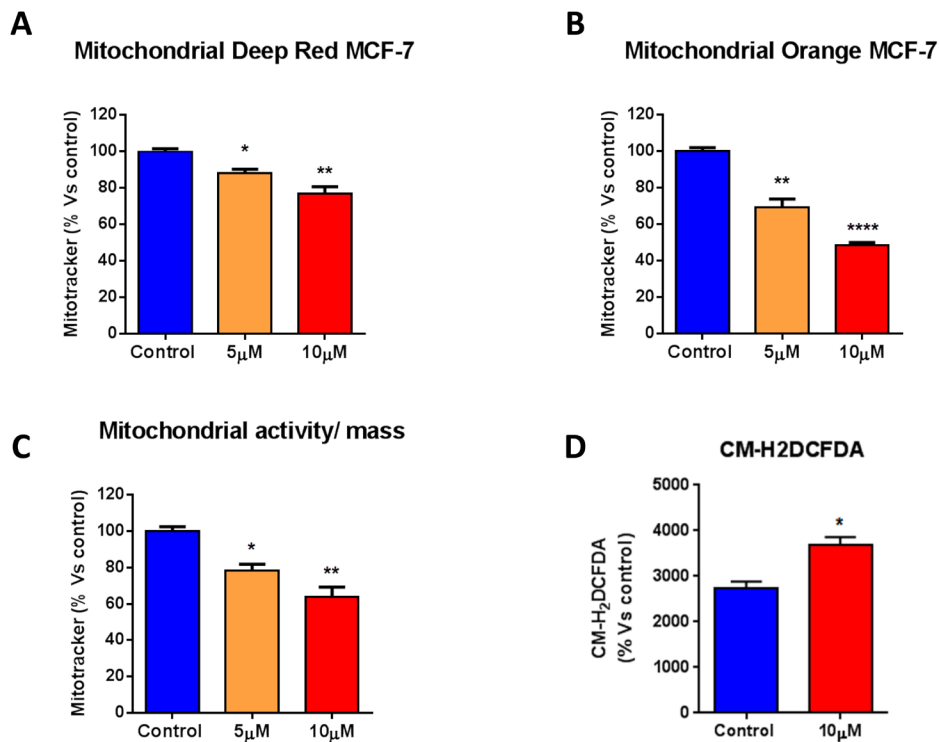 A
Mitochondrial Deep Red MCF-7
Mitotracker (% Vs control)
120
100
80
60
40
20
0
*
**
Control
5μM
10μM
B
Mitochondrial Orange MCF-7
Mitotracker (% Vs control)
120
100
80
60
40
20
0
**
****
Control
5μM
10μM
C
Mitochondrial activity/ mass
Mitotracker (% Vs control)
120
100
80
60
40
20
0
*
**
Control
5μM
10μM
D
CM-H2DCFDA
CM-H₂DCFDA
(% Vs control)
5000
4000
3000
2000
1000
0
*
Control
10μM